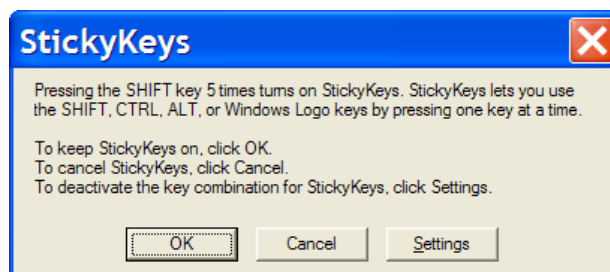 StickyKeys
Pressing the SHIFT key 5 times turns on StickyKeys. StickyKeys lets you use
the SHIFT, CTRL, ALT, or Windows Logo keys by pressing one key at a time.
To keep StickyKeys on, click OK.
To cancel StickyKeys, click Cancel.
To deactivate the key combination for StickyKeys, click Settings.
OK Cancel Settings